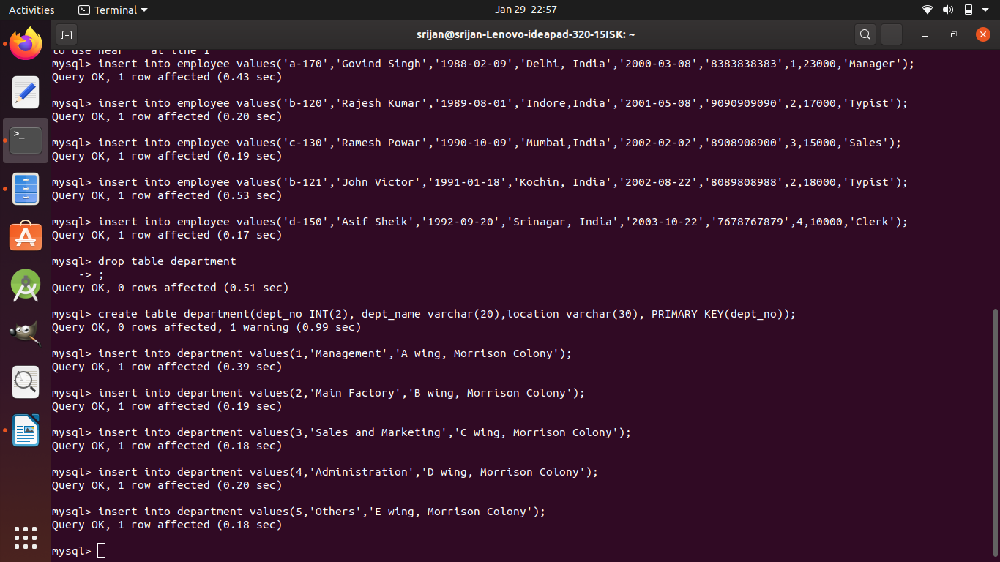 Activities
Terminal
Jan 29 22:57
srijan@srijan-Lenovo-ideapad-320-15ISK: ~
to use near '' at line 1
mysql> insert into employee values('a-170','Govind Singh','1988-02-09','Delhi, India','2000-03-08','8383838383',1,23000,'Manager');
Query OK, 1 row affected (0.43 sec)
mysql> insert into employee values('b-120','Rajesh Kumar','1989-08-01','Indore,India','2001-05-08','9090909090',2,17000,'Typist');
Query OK, 1 row affected (0.20 sec)
mysql> insert into employee values('c-130','Ramesh Powar','1990-10-09','Mumbai,India','2002-02-02','8908908900',3,15000,'Sales');
Query OK, 1 row affected (0.19 sec)
mysql> insert into employee values('b-121','John Victor','1991-01-18','Kochin, India','2002-08-22','8089808988',2,18000,'Typist');
Query OK, 1 row affected (0.53 sec)
mysql> insert into employee values('d-150','Asif Sheik','1992-09-20','Srinagar, India','2003-10-22','7678767879',4,10000,'Clerk');
Query OK, 1 row affected (0.17 sec)
mysql> drop table department
-> ;
Query OK, 0 rows affected (0.51 sec)
mysql> create table department(dept_no INT(2), dept_name varchar(20),location varchar(30), PRIMARY KEY(dept_no));
Query OK, 0 rows affected, 1 warning (0.99 sec)
mysql> insert into department values(1,'Management','A wing, Morrison Colony');
Query OK, 1 row affected (0.39 sec)
mysql> insert into department values(2,'Main Factory','B wing, Morrison Colony');
Query OK, 1 row affected (0.19 sec)
mysql> insert into department values(3,'Sales and Marketing','C wing, Morrison Colony');
Query OK, 1 row affected (0.18 sec)
mysql> insert into department values(4,'Administration','D wing, Morrison Colony');
Query OK, 1 row affected (0.20 sec)
mysql> insert into department values(5,'Others','E wing, Morrison Colony');
Query OK, 1 row affected (0.18 sec)
mysql>